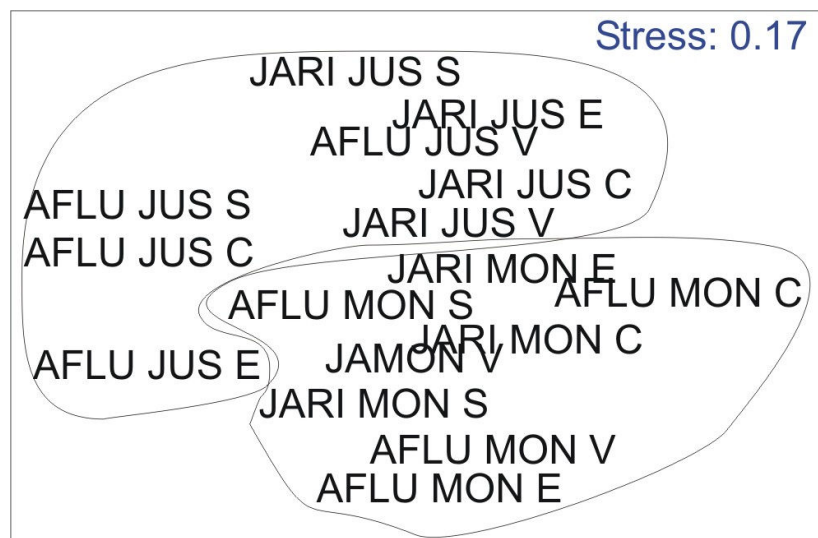 Stress: 0.17
JARI JUS S
JARI JUS E
AFLU JUS V
JARI JUS C
AFLU JUS S
JARI JUS V
AFLU JUS C
JARI MON E
AFLU MON C
AFLU MON S
JARI MON C
JAMON V
AFLU JUS E
JARI MON S
AFLU MON V
AFLU MON E